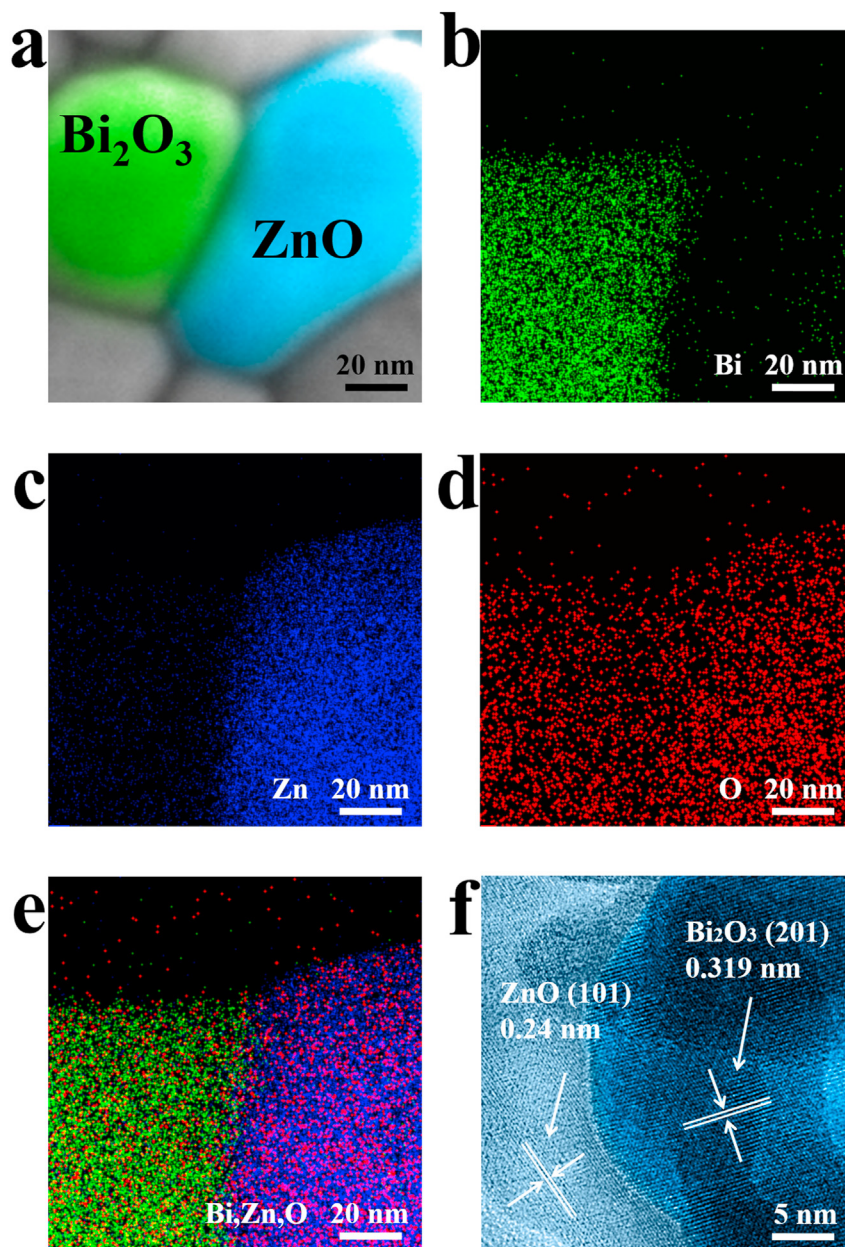 a
Bi₂O₃
ZnO
20 nm
b
Bi 20 nm
c
Zn 20 nm
d
O 20 nm
e
Bi,Zn,O 20 nm
f
Bi₂O₃ (201)
0.319 nm
ZnO (101)
0.24 nm
5 nm